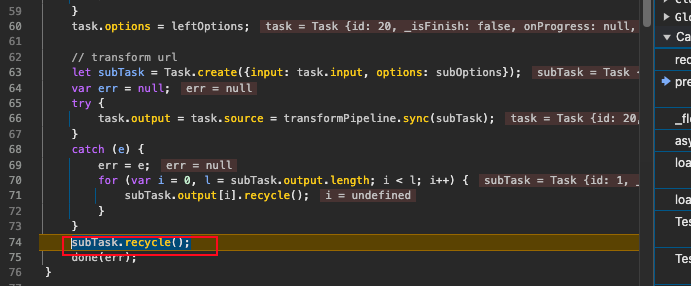 59 }
60 task.options = leftOptions; task = Task {id: 20, _isFinish: false, onProgress: null,
61
62 // transform url
63 let subTask = Task.create({input: task.input, options: subOptions}); subTask = Task
64 var err = null; err = null
65 try {
66 task.output = task.source = transformPipeline.sync(subTask); task = Task {id: 20,
67 }
68 catch (e) {
69 err = e; err = null
70 for (var i = 0, l = subTask.output.length; i < l; i++) { subTask = Task {id: 1, _
71 subTask.output[i].recycle(); i = undefined
72 }
73 }
74 subTask.recycle();
75 done(err);
76 }
Glo
Ca
rec
pre
_fl
asy
loa
loa
Tes
Tes